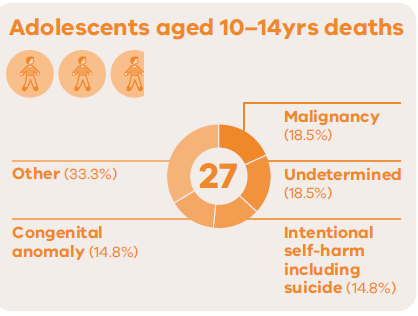 Adolescents aged 10–14yrs deaths
Malignancy
(18.5%)
27
Other (33.3%)
Undetermined
(18.5%)
Congenital
anomaly (14.8%)
Intentional
self-harm
including
suicide (14.8%)